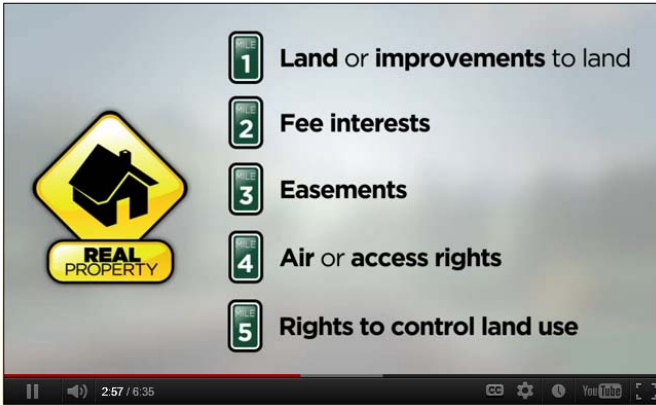 MILE
1
Land or improvements to land
MILE
2
Fee interests
MILE
3
Easements
MILE
4
Air or access rights
MILE
5
Rights to control land use
REAL
PROPERTY
2:57 / 6:35
CC
YouTube